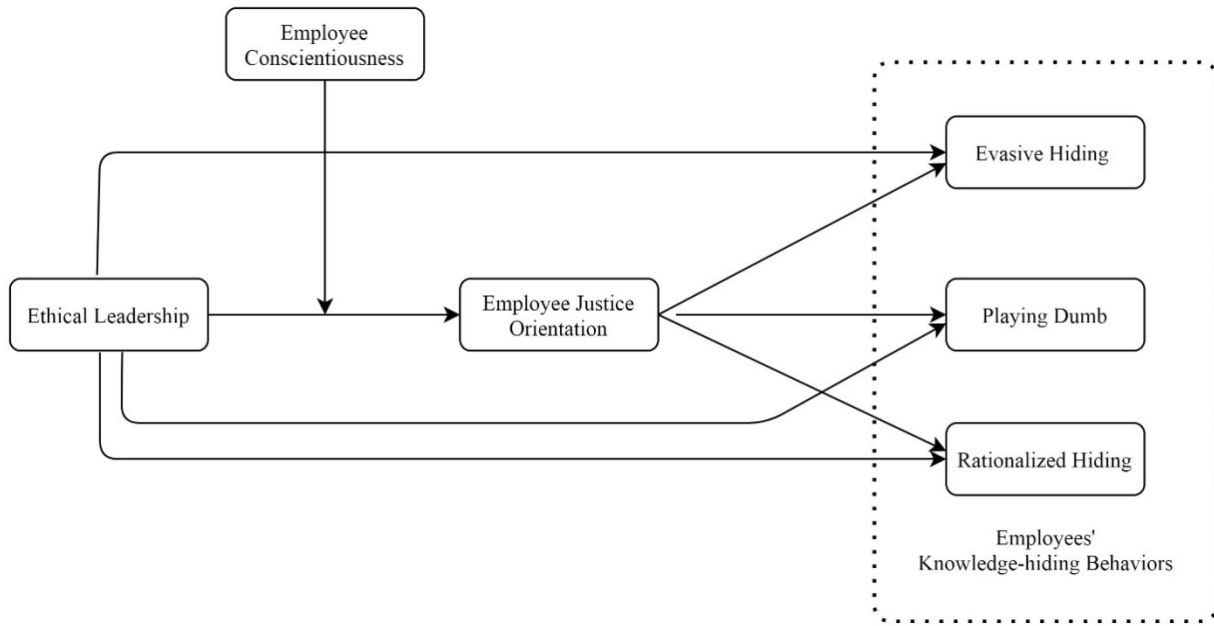 Employee
Conscientiousness
Evasive Hiding
Ethical Leadership
Employee Justice
Orientation
Playing Dumb
Rationalized Hiding
Employees'
Knowledge-hiding Behaviors